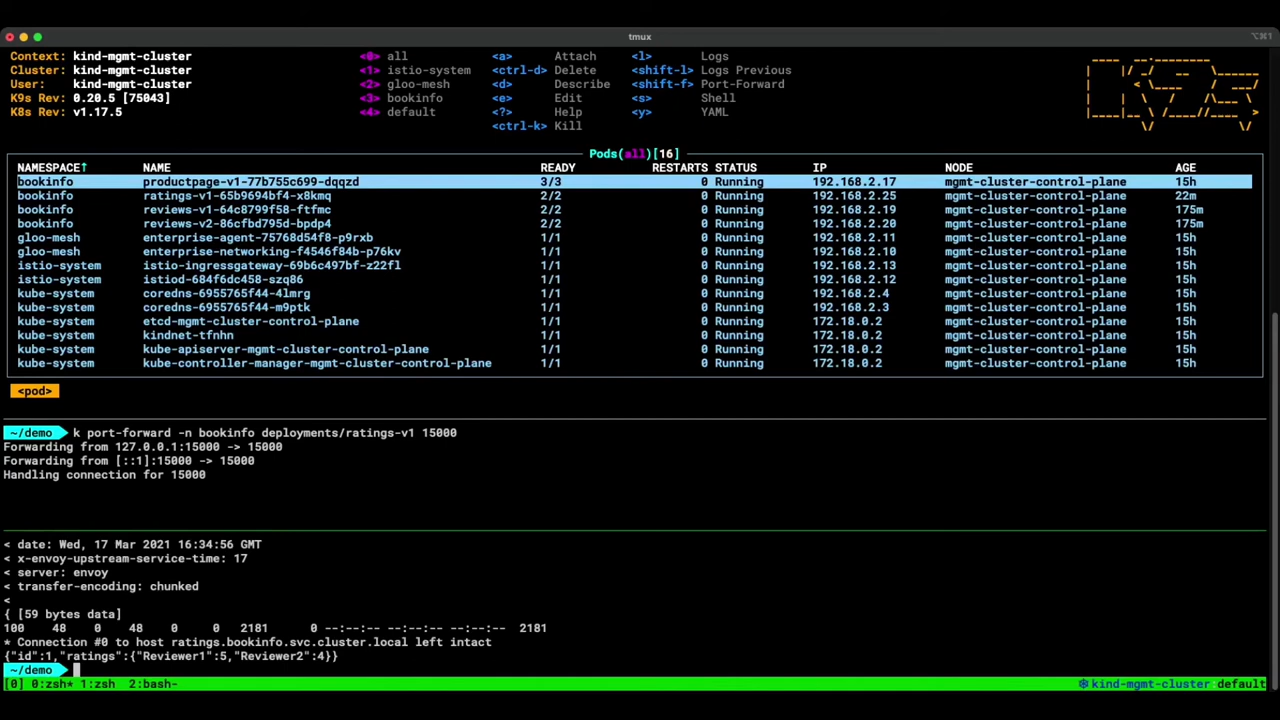 tmux
⌥⌘1
Context: kind-mgmt-cluster <0> all <a> Attach <l> Logs
Cluster: kind-mgmt-cluster <1> istio-system <ctrl-d> Delete <shift-l> Logs Previous
User: kind-mgmt-cluster <2> gloo-mesh <d> Describe <shift-f> Port-Forward
K9s Rev: 0.20.5 [75043] <3> bookinfo <e> Edit <s> Shell
K8s Rev: v1.17.5 <4> default <?> Help <y> YAML
<ctrl-k> Kill
Pods(all)[16]
NAMESPACE↑ NAME READY RESTARTS STATUS IP NODE AGE
bookinfo productpage-v1-77b755c699-dqqzd 3/3 0 Running 192.168.2.17 mgmt-cluster-control-plane 15h
bookinfo ratings-v1-65b9694bf4-x8kmq 2/2 0 Running 192.168.2.25 mgmt-cluster-control-plane 22m
bookinfo reviews-v1-64c8799f58-ftfmc 2/2 0 Running 192.168.2.19 mgmt-cluster-control-plane 175m
bookinfo reviews-v2-86cfbd795d-bpdp4 2/2 0 Running 192.168.2.20 mgmt-cluster-control-plane 175m
gloo-mesh enterprise-agent-75768d54f8-p9rxb 1/1 0 Running 192.168.2.11 mgmt-cluster-control-plane 15h
gloo-mesh enterprise-networking-f4546f84b-p76kv 1/1 0 Running 192.168.2.10 mgmt-cluster-control-plane 15h
istio-system istio-ingressgateway-69b6c497bf-z22fl 1/1 0 Running 192.168.2.13 mgmt-cluster-control-plane 15h
istio-system istiod-684f6dc458-szq86 1/1 0 Running 192.168.2.12 mgmt-cluster-control-plane 15h
kube-system coredns-6955765f44-4lmrg 1/1 0 Running 192.168.2.4 mgmt-cluster-control-plane 15h
kube-system coredns-6955765f44-m9ptk 1/1 0 Running 192.168.2.3 mgmt-cluster-control-plane 15h
kube-system etcd-mgmt-cluster-control-plane 1/1 0 Running 172.18.0.2 mgmt-cluster-control-plane 15h
kube-system kindnet-tfnhn 1/1 0 Running 172.18.0.2 mgmt-cluster-control-plane 15h
kube-system kube-apiserver-mgmt-cluster-control-plane 1/1 0 Running 172.18.0.2 mgmt-cluster-control-plane 15h
kube-system kube-controller-manager-mgmt-cluster-control-plane 1/1 0 Running 172.18.0.2 mgmt-cluster-control-plane 15h
<pod>
~/demo k port-forward -n bookinfo deployments/ratings-v1 15000
Forwarding from 127.0.0.1:15000 -> 15000
Forwarding from [::1]:15000 -> 15000
Handling connection for 15000
< date: Wed, 17 Mar 2021 16:34:56 GMT
< x-envoy-upstream-service-time: 17
< server: envoy
< transfer-encoding: chunked
<
{ [59 bytes data]
100 48 0 48 0 0 2181 0 --:--:-- --:--:-- --:--:-- 2181
* Connection #0 to host ratings.bookinfo.svc.cluster.local left intact
{"id":1,"ratings":{"Reviewer1":5,"Reviewer2":4}}
~/demo
[0] 0:zsh* 1:zsh 2:bash- ⎈kind-mgmt-cluster:default